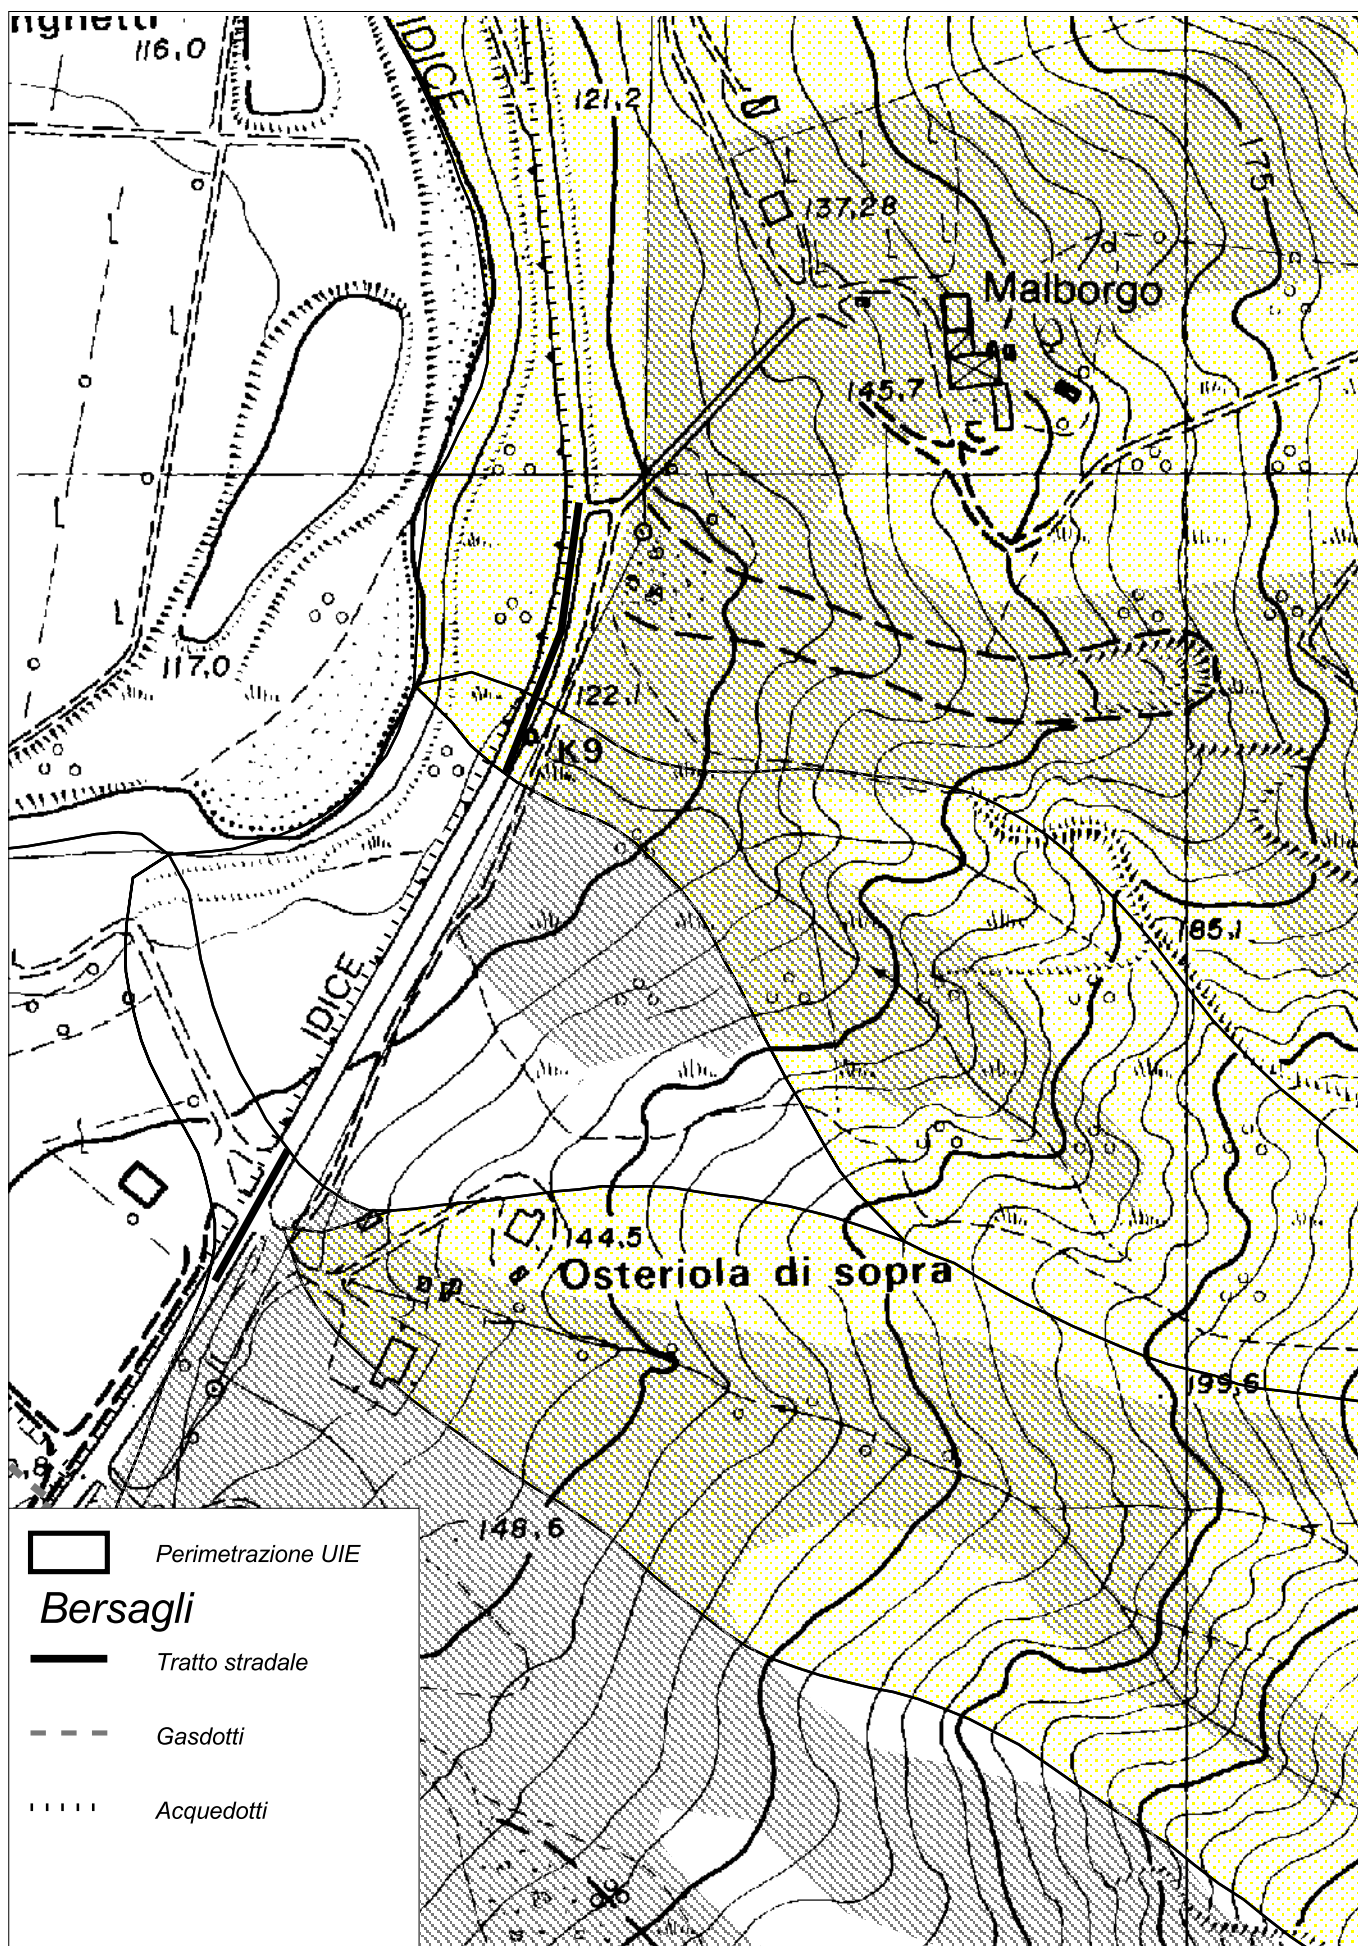 116.0
IDICE
121,2
175
137,28
Malborgo
145,7
117.0
122,1
K9
185,1
IDICE
144,5
Osteriola di sopra
199,6
148,6
Perimetrazione UIE
Bersagli
Tratto stradale
Gasdotti
Acquedotti